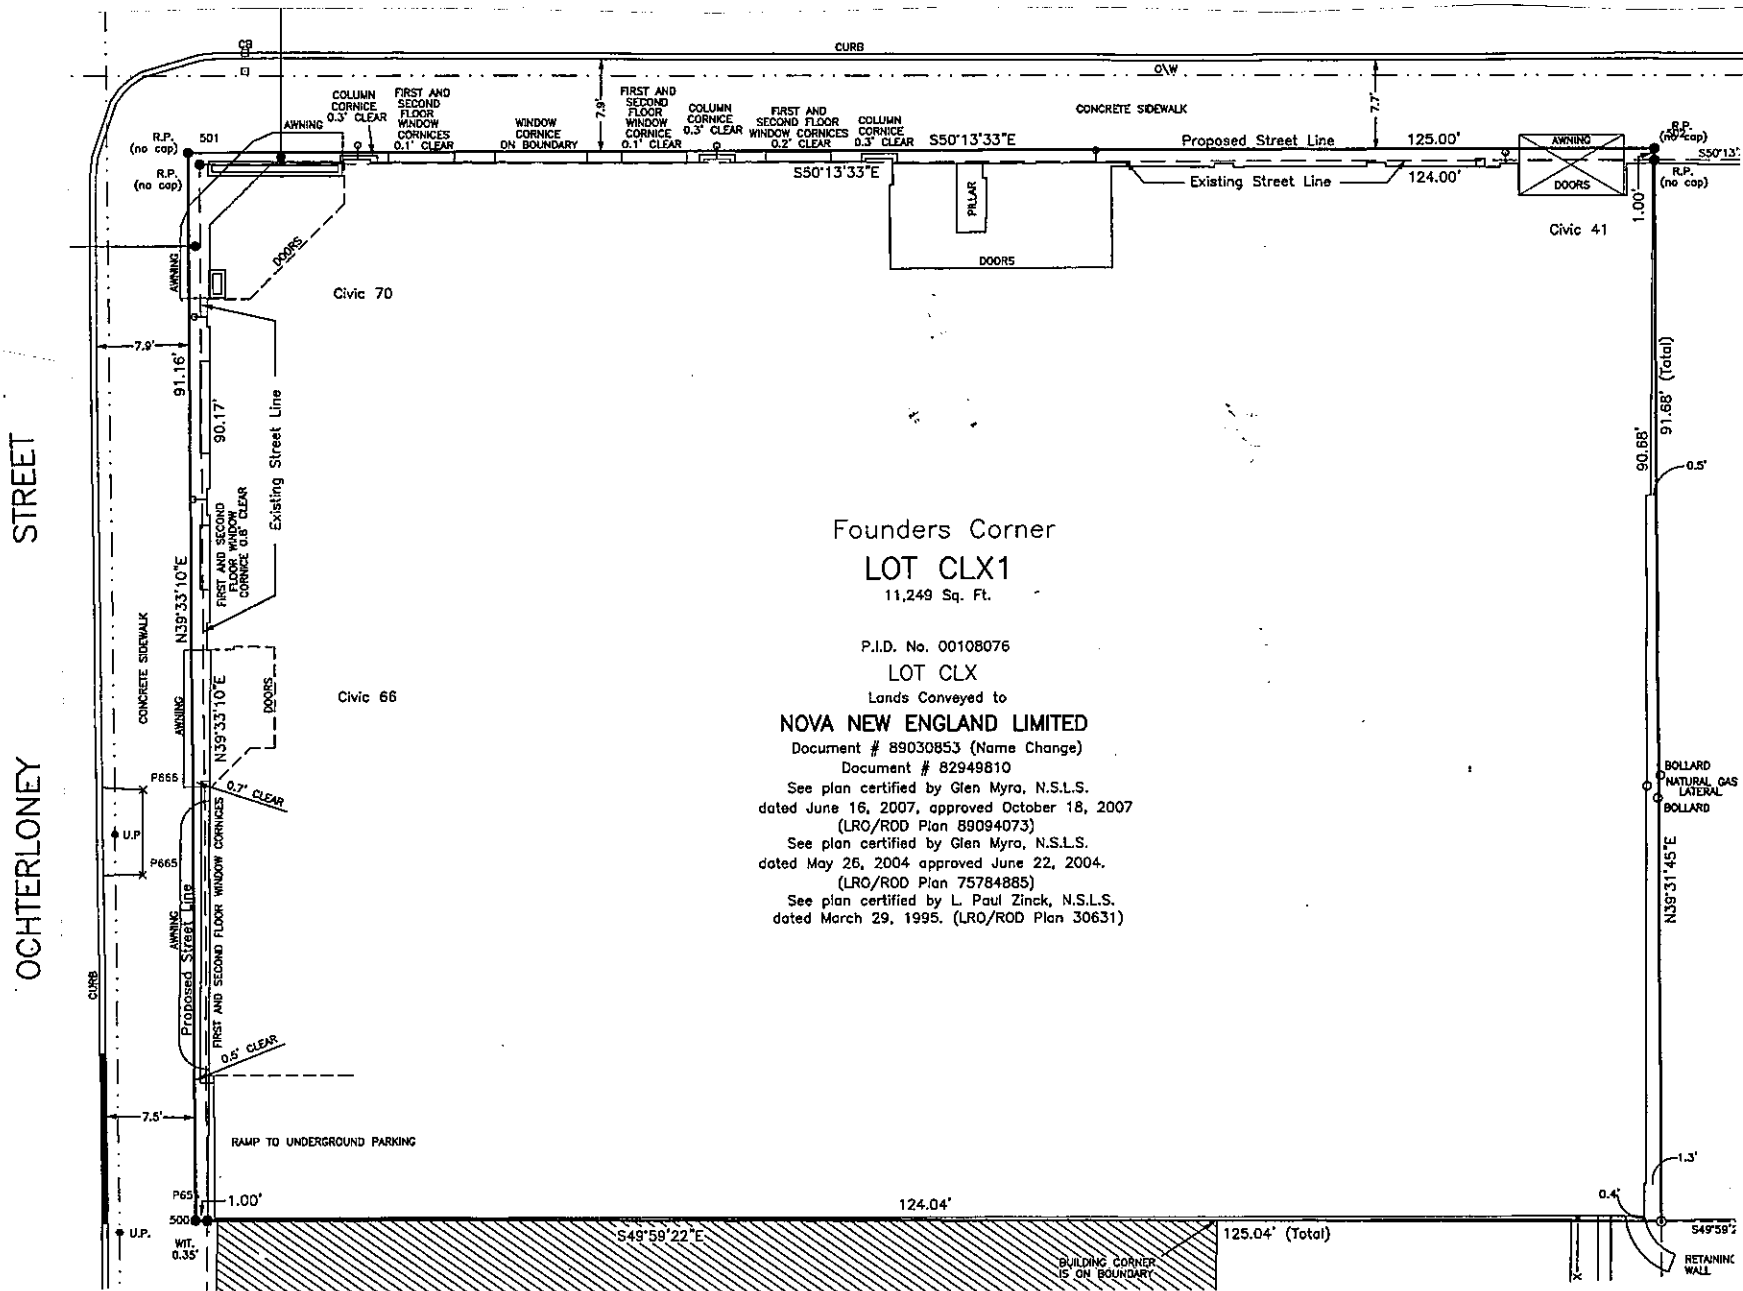 CB
CURB
O\W
R.P.
(no cap)
501
AWNING
COLUMN
CORNICE
0.3' CLEAR
FIRST AND
SECOND
FLOOR
WINDOW
CORNICES
0.1' CLEAR
WINDOW
CORNICE
ON BOUNDARY
7.9'
FIRST AND
SECOND
FLOOR
WINDOW
CORNICE
0.1' CLEAR
COLUMN
CORNICE
0.3' CLEAR
FIRST AND
SECOND FLOOR
WINDOW CORNICES
0.2' CLEAR
COLUMN
CORNICE
0.3' CLEAR
S50°13'33"E
CONCRETE SIDEWALK
Proposed Street Line
125.00'
7.7'
AWNING
R.P.
(no cap)
S50°13'
R.P.
(no cap)
R.P.
(no cap)
S50°13'33"E
Existing Street Line
124.00'
DOORS
1.00'
PILLAR
DOORS
Civic 41
DOORS
AWNING
Civic 70
7.9'
91.16'
90.17'
Existing Street Line
91.68' (Total)
90.68'
0.5'
STREET
OCHTERLONEY
N39°33'10"E
FIRST AND SECOND
FLOOR WINDOW
CORNICE 0.6' CLEAR
CONCRETE SIDEWALK
Founders Corner
LOT CLX1
11,249 Sq. Ft.
P.I.D. No. 00108076
LOT CLX
Lands Conveyed to
NOVA NEW ENGLAND LIMITED
Document # 89030853 (Name Change)
Document # 82949810
See plan certified by Glen Myra, N.S.L.S.
dated June 16, 2007, approved October 18, 2007
(LRO/ROD Plan 89094073)
See plan certified by Glen Myra, N.S.L.S.
dated May 26, 2004 approved June 22, 2004.
(LRO/ROD Plan 75784885)
See plan certified by L. Paul Zinck, N.S.L.S.
dated March 29, 1995. (LRO/ROD Plan 30631)
AWNING
N39°33'10"E
DOORS
Civic 66
P665
0.7' CLEAR
U.P
P665
AWNING
Proposed Street Line
FIRST AND SECOND FLOOR WINDOW CORNICES
CURB
0.5' CLEAR
7.5'
RAMP TO UNDERGROUND PARKING
BOLLARD
NATURAL GAS
LATERAL
BOLLARD
N39°31'45"E
1.3'
0.4'
P65
1.00'
500
124.04'
U.P.
WIT.
0.35'
S49°59'22"E
125.04' (Total)
BUILDING CORNER
IS ON BOUNDARY
S49°59'2
RETAINING
WALL